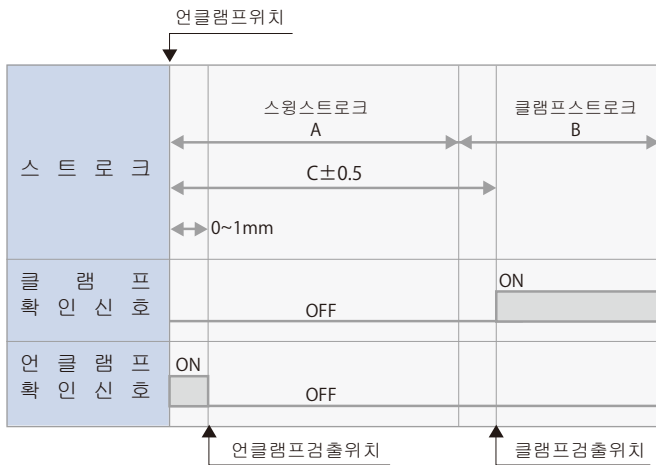 언클램프위치
스윙스트로크
클램프스트로크
A
B
스트로크
C±0.5
0~1mm
클램프
확인신호
ON
OFF
언클램프
확인신호
ON
OFF
언클램프검출위치
클램프검출위치